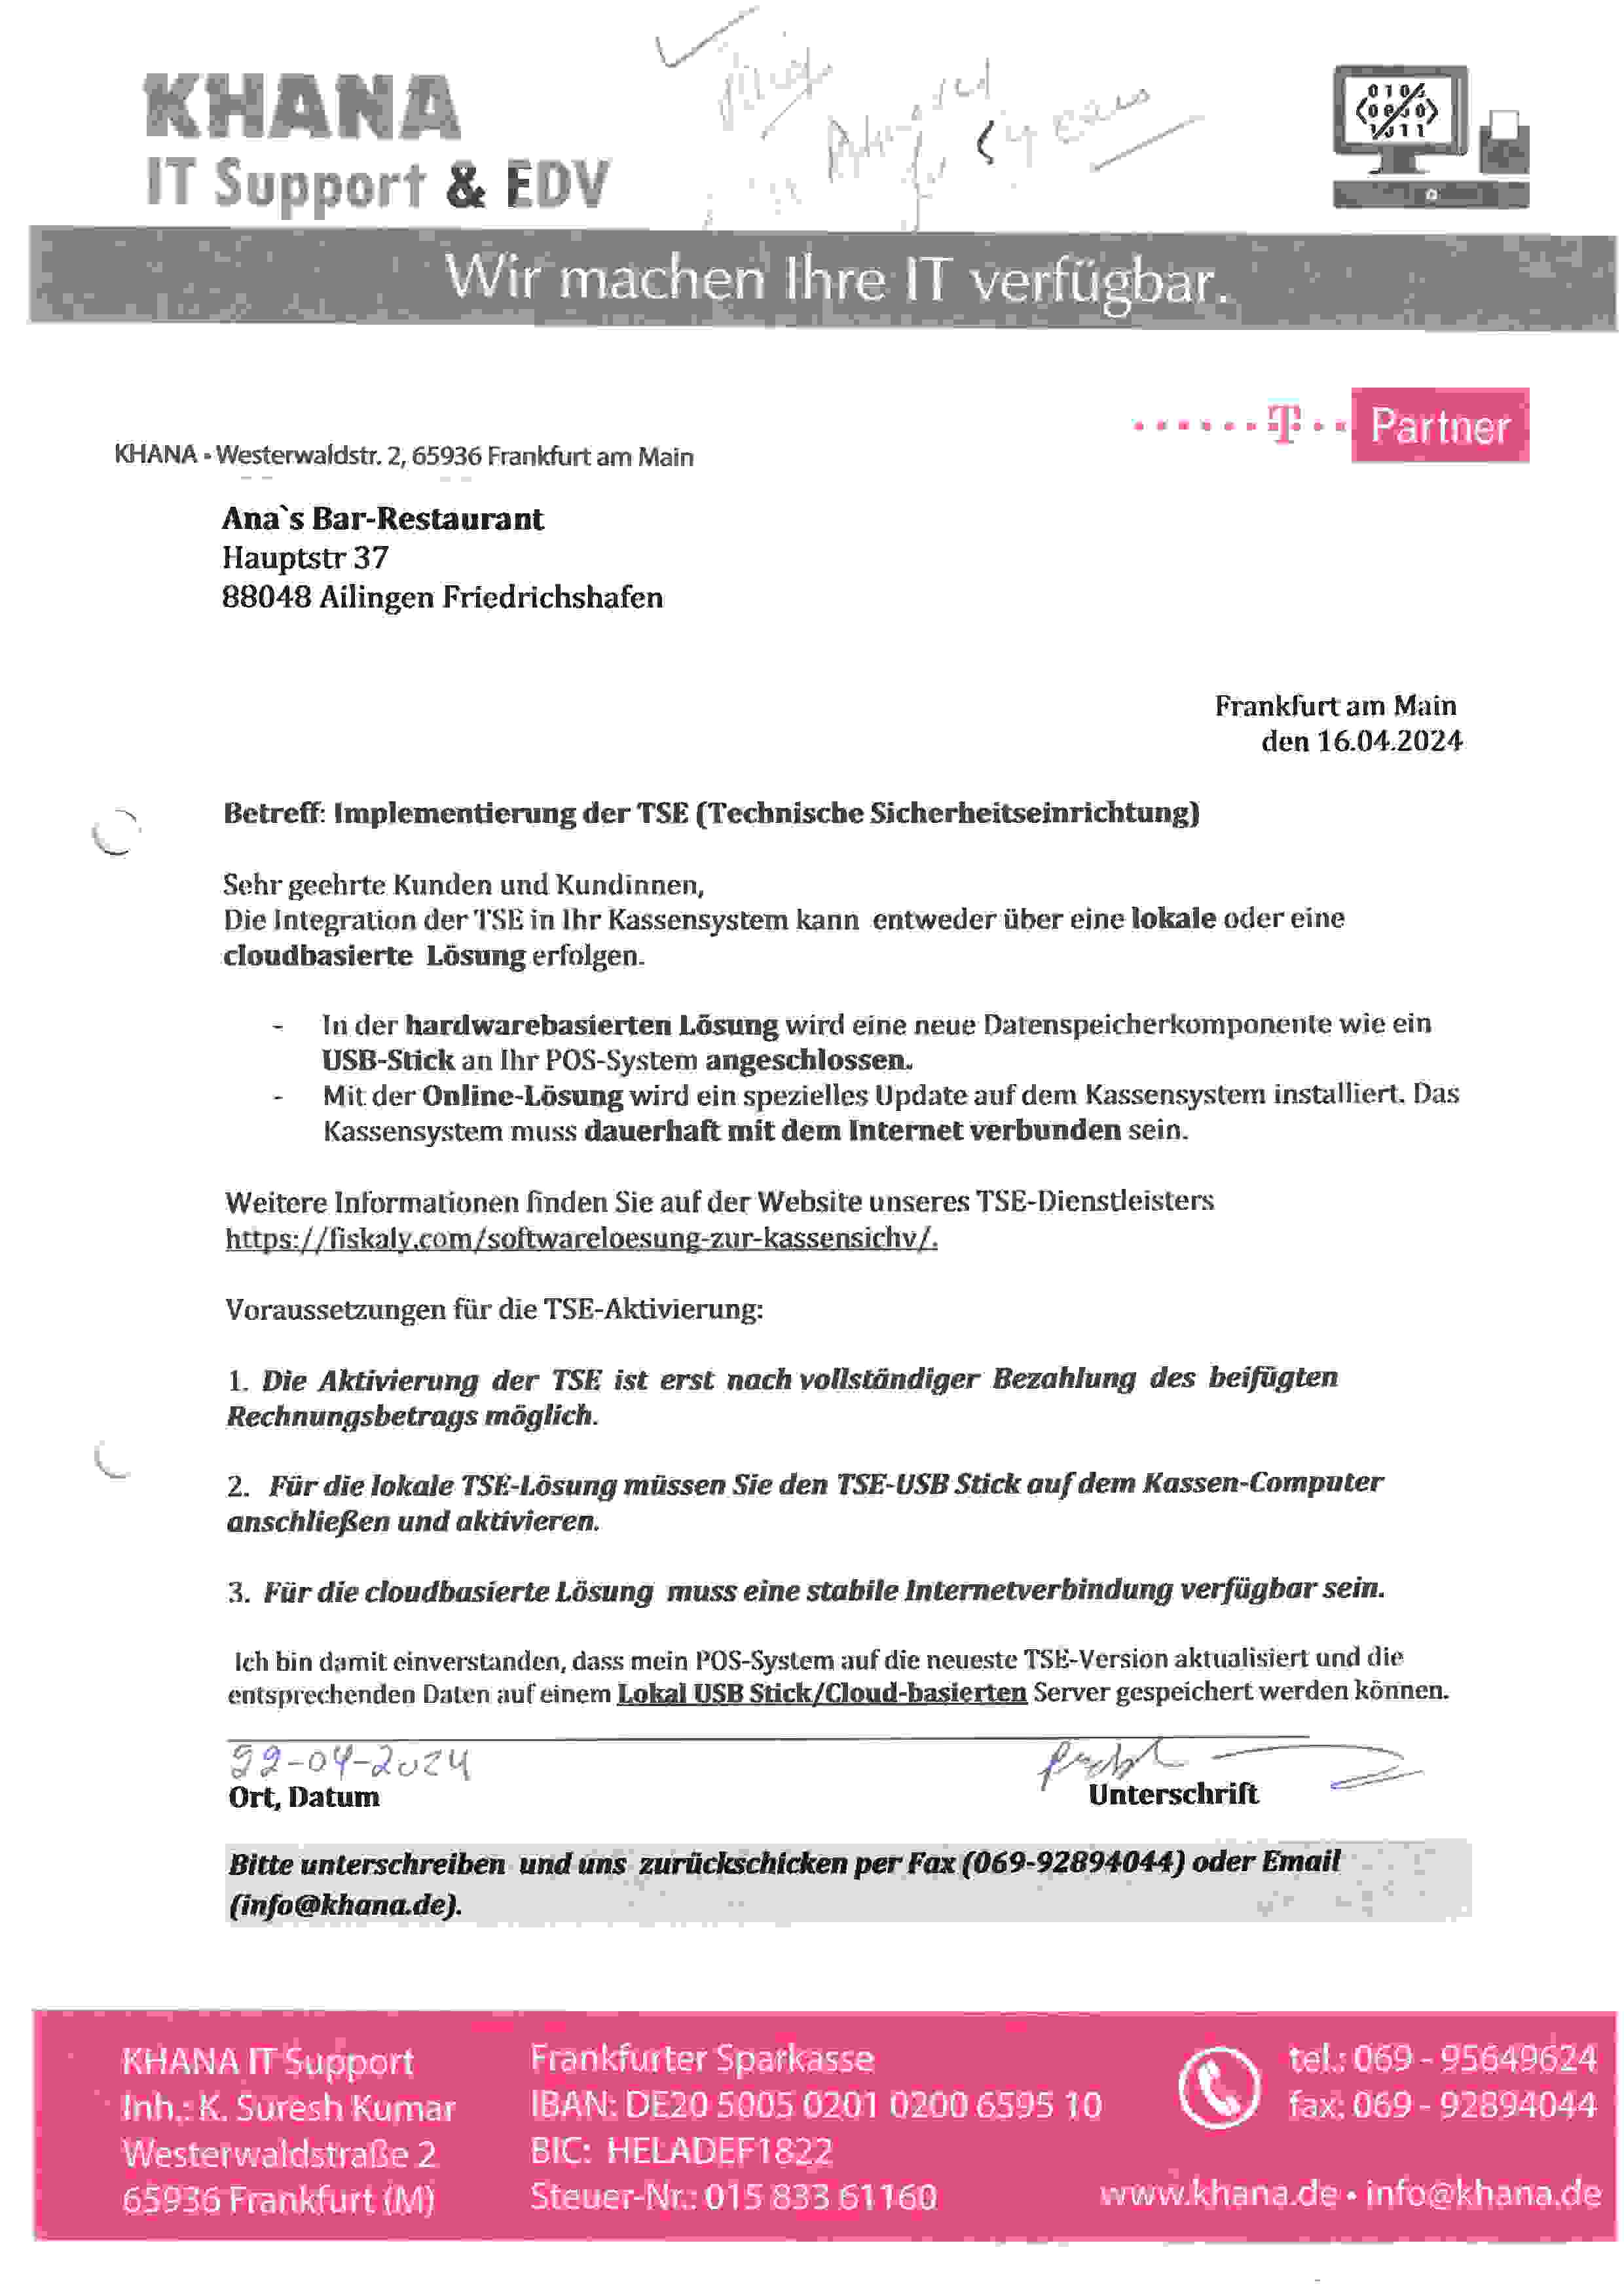 KHANA
IT Support & EDV
Wir machen Ihre IT verfügbar.
T Partner
KHANA • Westerwaldstr. 2, 65936 Frankfurt am Main
Ana`s Bar-Restaurant
Hauptstr 37
88048 Ailingen Friedrichshafen
Frankfurt am Main
den 16.04.2024
Betreff: Implementierung der TSE (Technische Sicherheitseinrichtung)
Sehr geehrte Kunden und Kundinnen,
Die Integration der TSE in Ihr Kassensystem kann entweder über eine lokale oder eine
cloudbasierte Lösung erfolgen.
- In der hardwarebasierten Lösung wird eine neue Datenspeicherkomponente wie ein
USB-Stick an Ihr POS-System angeschlossen.
- Mit der Online-Lösung wird ein spezielles Update auf dem Kassensystem installiert. Das
Kassensystem muss dauerhaft mit dem Internet verbunden sein.
Weitere Informationen finden Sie auf der Website unseres TSE-Dienstleisters
https://fiskaly.com/softwareloesung-zur-kassensichv/.
Voraussetzungen für die TSE-Aktivierung:
1. Die Aktivierung der TSE ist erst nach vollständiger Bezahlung des beifügten
Rechnungsbetrags möglich.
2. Für die lokale TSE-Lösung müssen Sie den TSE-USB Stick auf dem Kassen-Computer
anschließen und aktivieren.
3. Für die cloudbasierte Lösung muss eine stabile Internetverbindung verfügbar sein.
Ich bin damit einverstanden, dass mein POS-System auf die neueste TSE-Version aktualisiert und die
entsprechenden Daten auf einem Lokal USB Stick/Cloud-basierten Server gespeichert werden können.
22-04-2024
Ort, Datum
Unterschrift
Bitte unterschreiben und uns zurückschicken per Fax (069-92894044) oder Email
(info@khana.de).
KHANA IT Support
Inh.: K. Suresh Kumar
Westerwaldstraße 2
65936 Frankfurt (M)
Frankfurter Sparkasse
IBAN: DE20 5005 0201 0200 6595 10
BIC: HELADEF1822
Steuer-Nr.: 015 833 61160
tel.: 069 - 95649624
fax: 069 - 92894044
www.khana.de • info@khana.de